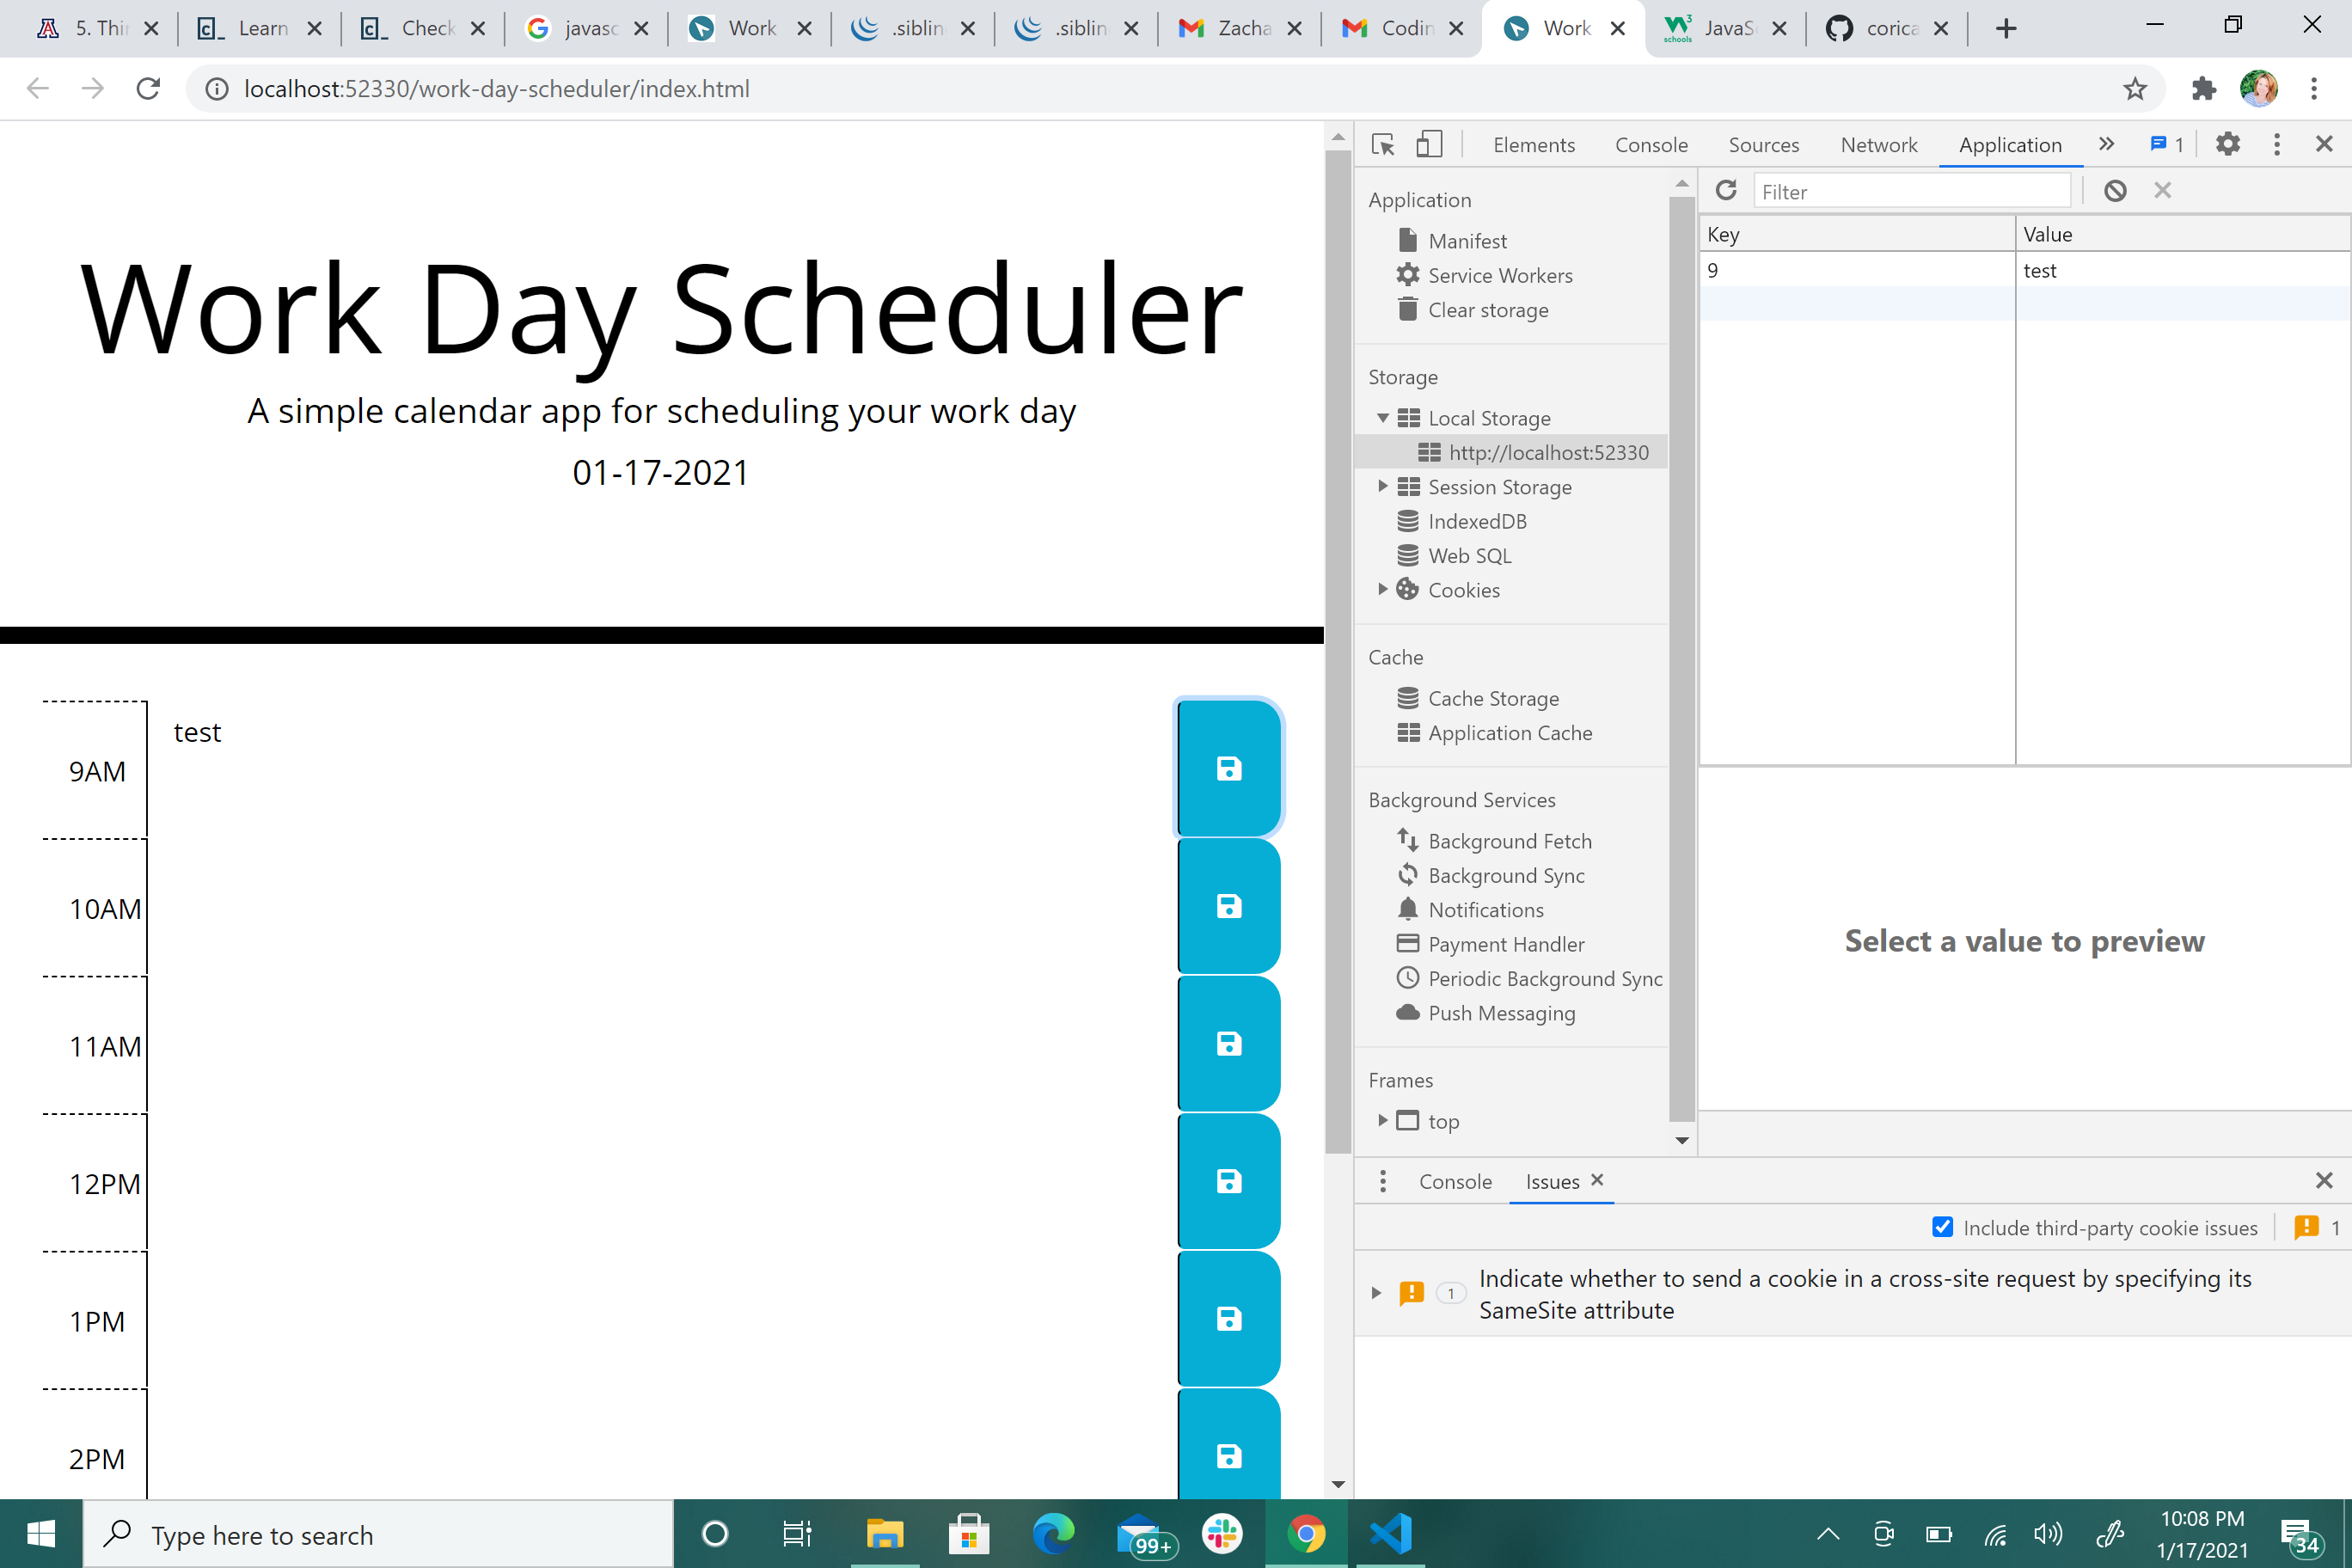 5. Thir
Learn
Check
javasc
Work
.siblin
.siblin
Zacha
Codin
Work
W3 schools
JavaS
corica
localhost:52330/work-day-scheduler/index.html
Work Day Scheduler
A simple calendar app for scheduling your work day
01-17-2021
9AM
test
10AM
11AM
12PM
1PM
2PM
Elements
Console
Sources
Network
Application
1
Application
Manifest
Service Workers
Clear storage
Storage
Local Storage
http://localhost:52330
Session Storage
IndexedDB
Web SQL
Cookies
Cache
Cache Storage
Application Cache
Background Services
Background Fetch
Background Sync
Notifications
Payment Handler
Periodic Background Sync
Push Messaging
Frames
top
Filter
Key Value
9 test
Select a value to preview
Console
Issues
Include third-party cookie issues
1
1
Indicate whether to send a cookie in a cross-site request by specifying its
SameSite attribute
Type here to search
99+
10:08 PM
1/17/2021
34